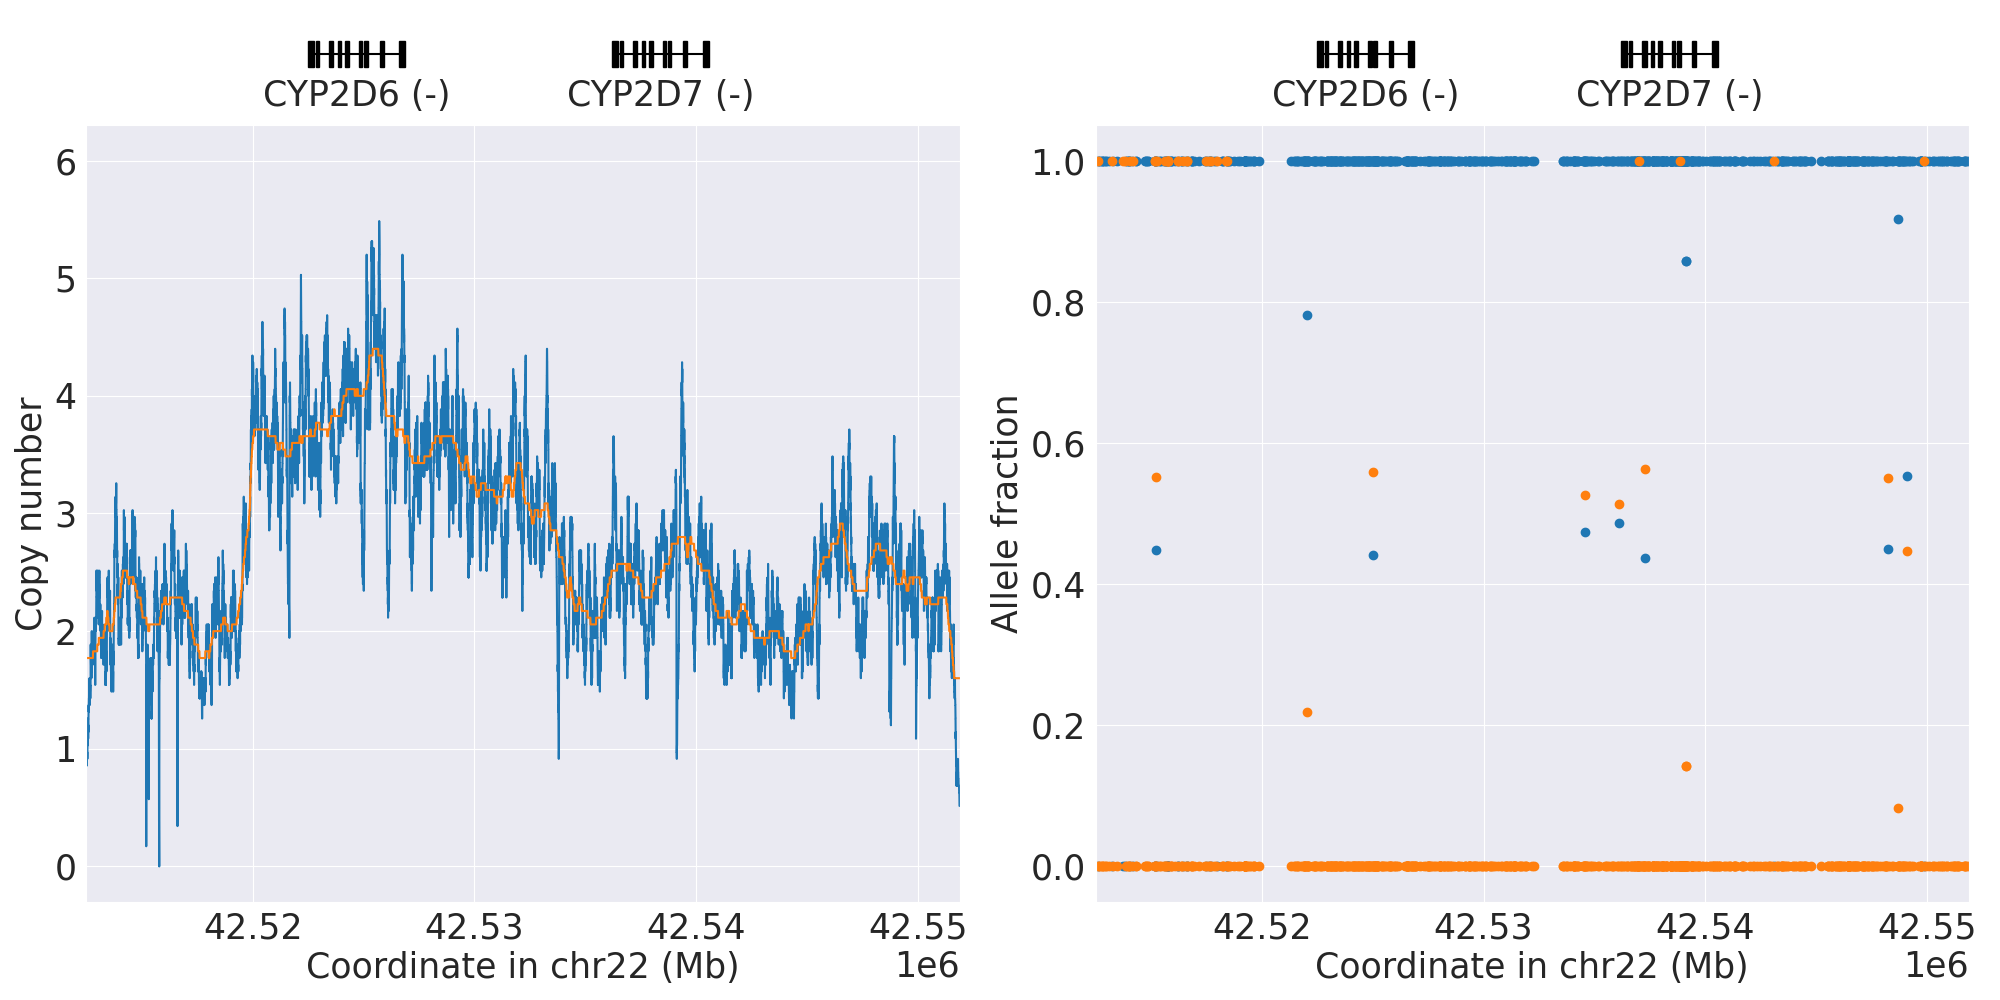 CYP2D6 (-) CYP2D7 (-)
6
5
4
3
2
1
0
Copy number
42.52 42.53 42.54 42.55
1e6
Coordinate in chr22 (Mb)
CYP2D6 (-) CYP2D7 (-)
1.0
0.8
0.6
0.4
0.2
0.0
Allele fraction
42.52 42.53 42.54 42.55
1e6
Coordinate in chr22 (Mb)